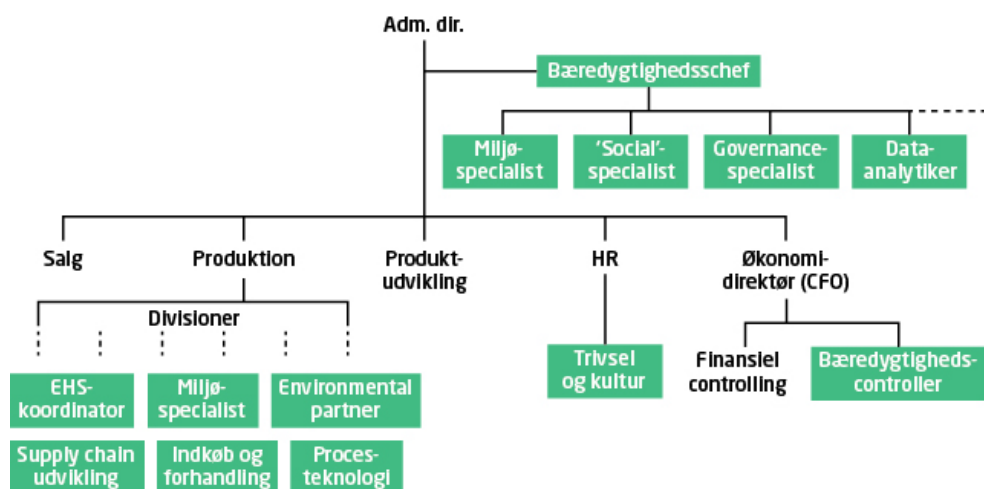 Adm. dir.
Bæredygtighedsschef
Miljø-
specialist
'Social'-
specialist
Governance-
specialist
Data-
analytiker
Salg
Produktion
Produkt-
udvikling
HR
Økonomi-
direktør (CFO)
Divisioner
Trivsel
og kultur
Finansiel
controlling
Bæredygtigheds-
controller
EHS-
koordinator
Miljø-
specialist
Environmental
partner
Supply chain
udvikling
Indkøb og
forhandling
Proces-
teknologi